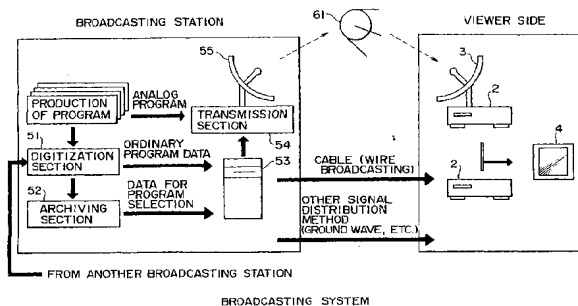 BROADCASTING STATION
61
VIEWER SIDE
55
3
PRODUCTION
OF PROGRAM
ANALOG
PROGRAM
TRANSMISSION
SECTION
2
51
54
4
DIGITIZATION
SECTION
ORDINARY
PROGRAM DATA
53
CABLE (WIRE
BROADCASTING)
2
52
ARCHIVING
SECTION
DATA FOR
PROGRAM
SELECTION
OTHER SIGNAL
DISTRIBUTION
METHOD
(GROUND WAVE, ETC.)
FROM ANOTHER BROADCASTING STATION
BROADCASTING SYSTEM